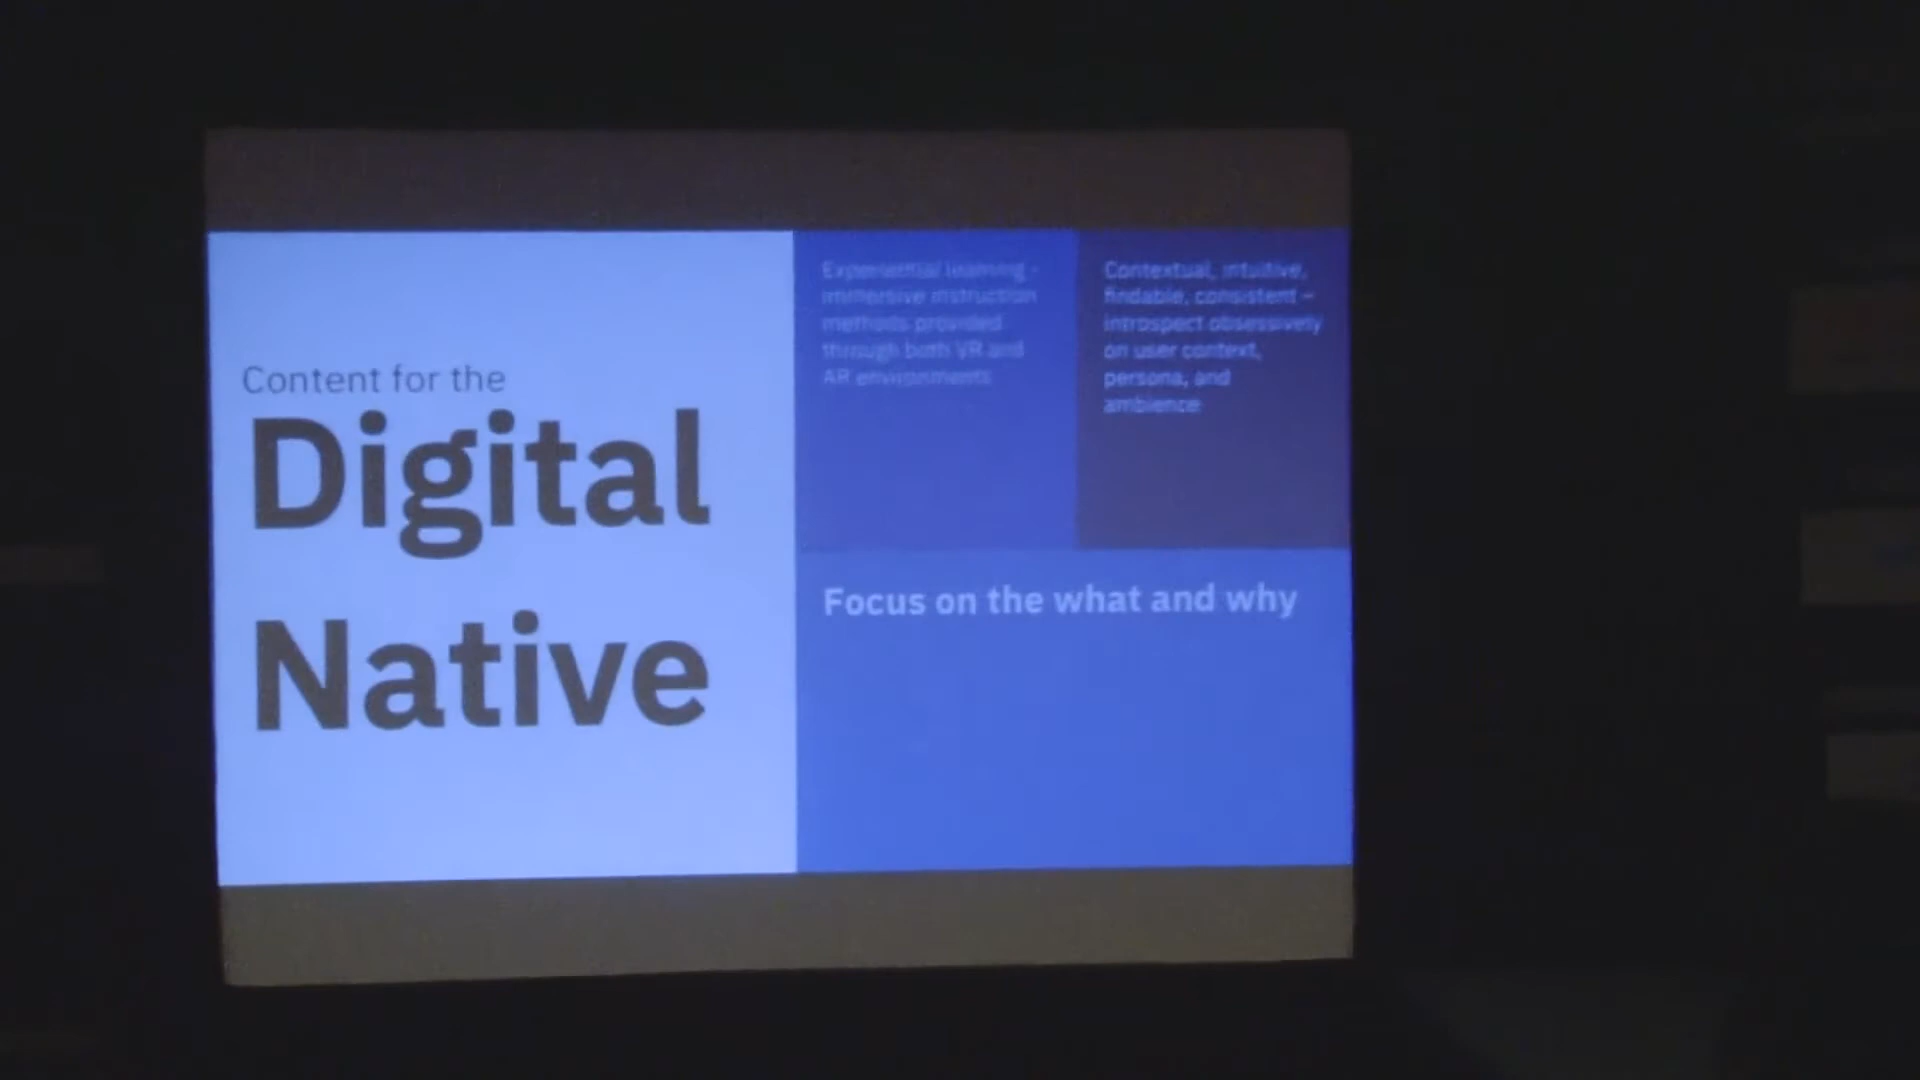 Content for the
Digital
Native
Experiential learning -
immersive instruction
methods provided
through both VR and
AR environments
Contextual, intuitive,
findable, consistent –
introspect obsessively
on user context,
persona, and
ambience
Focus on the what and why